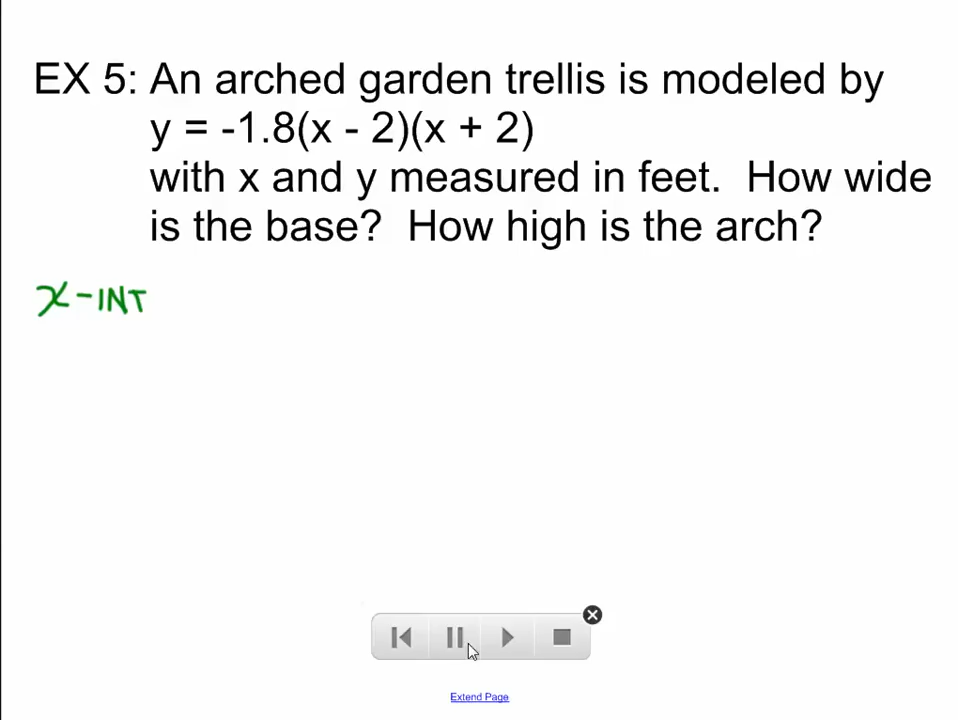 EX 5: An arched garden trellis is modeled by
y = -1.8(x - 2)(x + 2)
with x and y measured in feet.  How wide
is the base?  How high is the arch?
x-INT
Extend Page